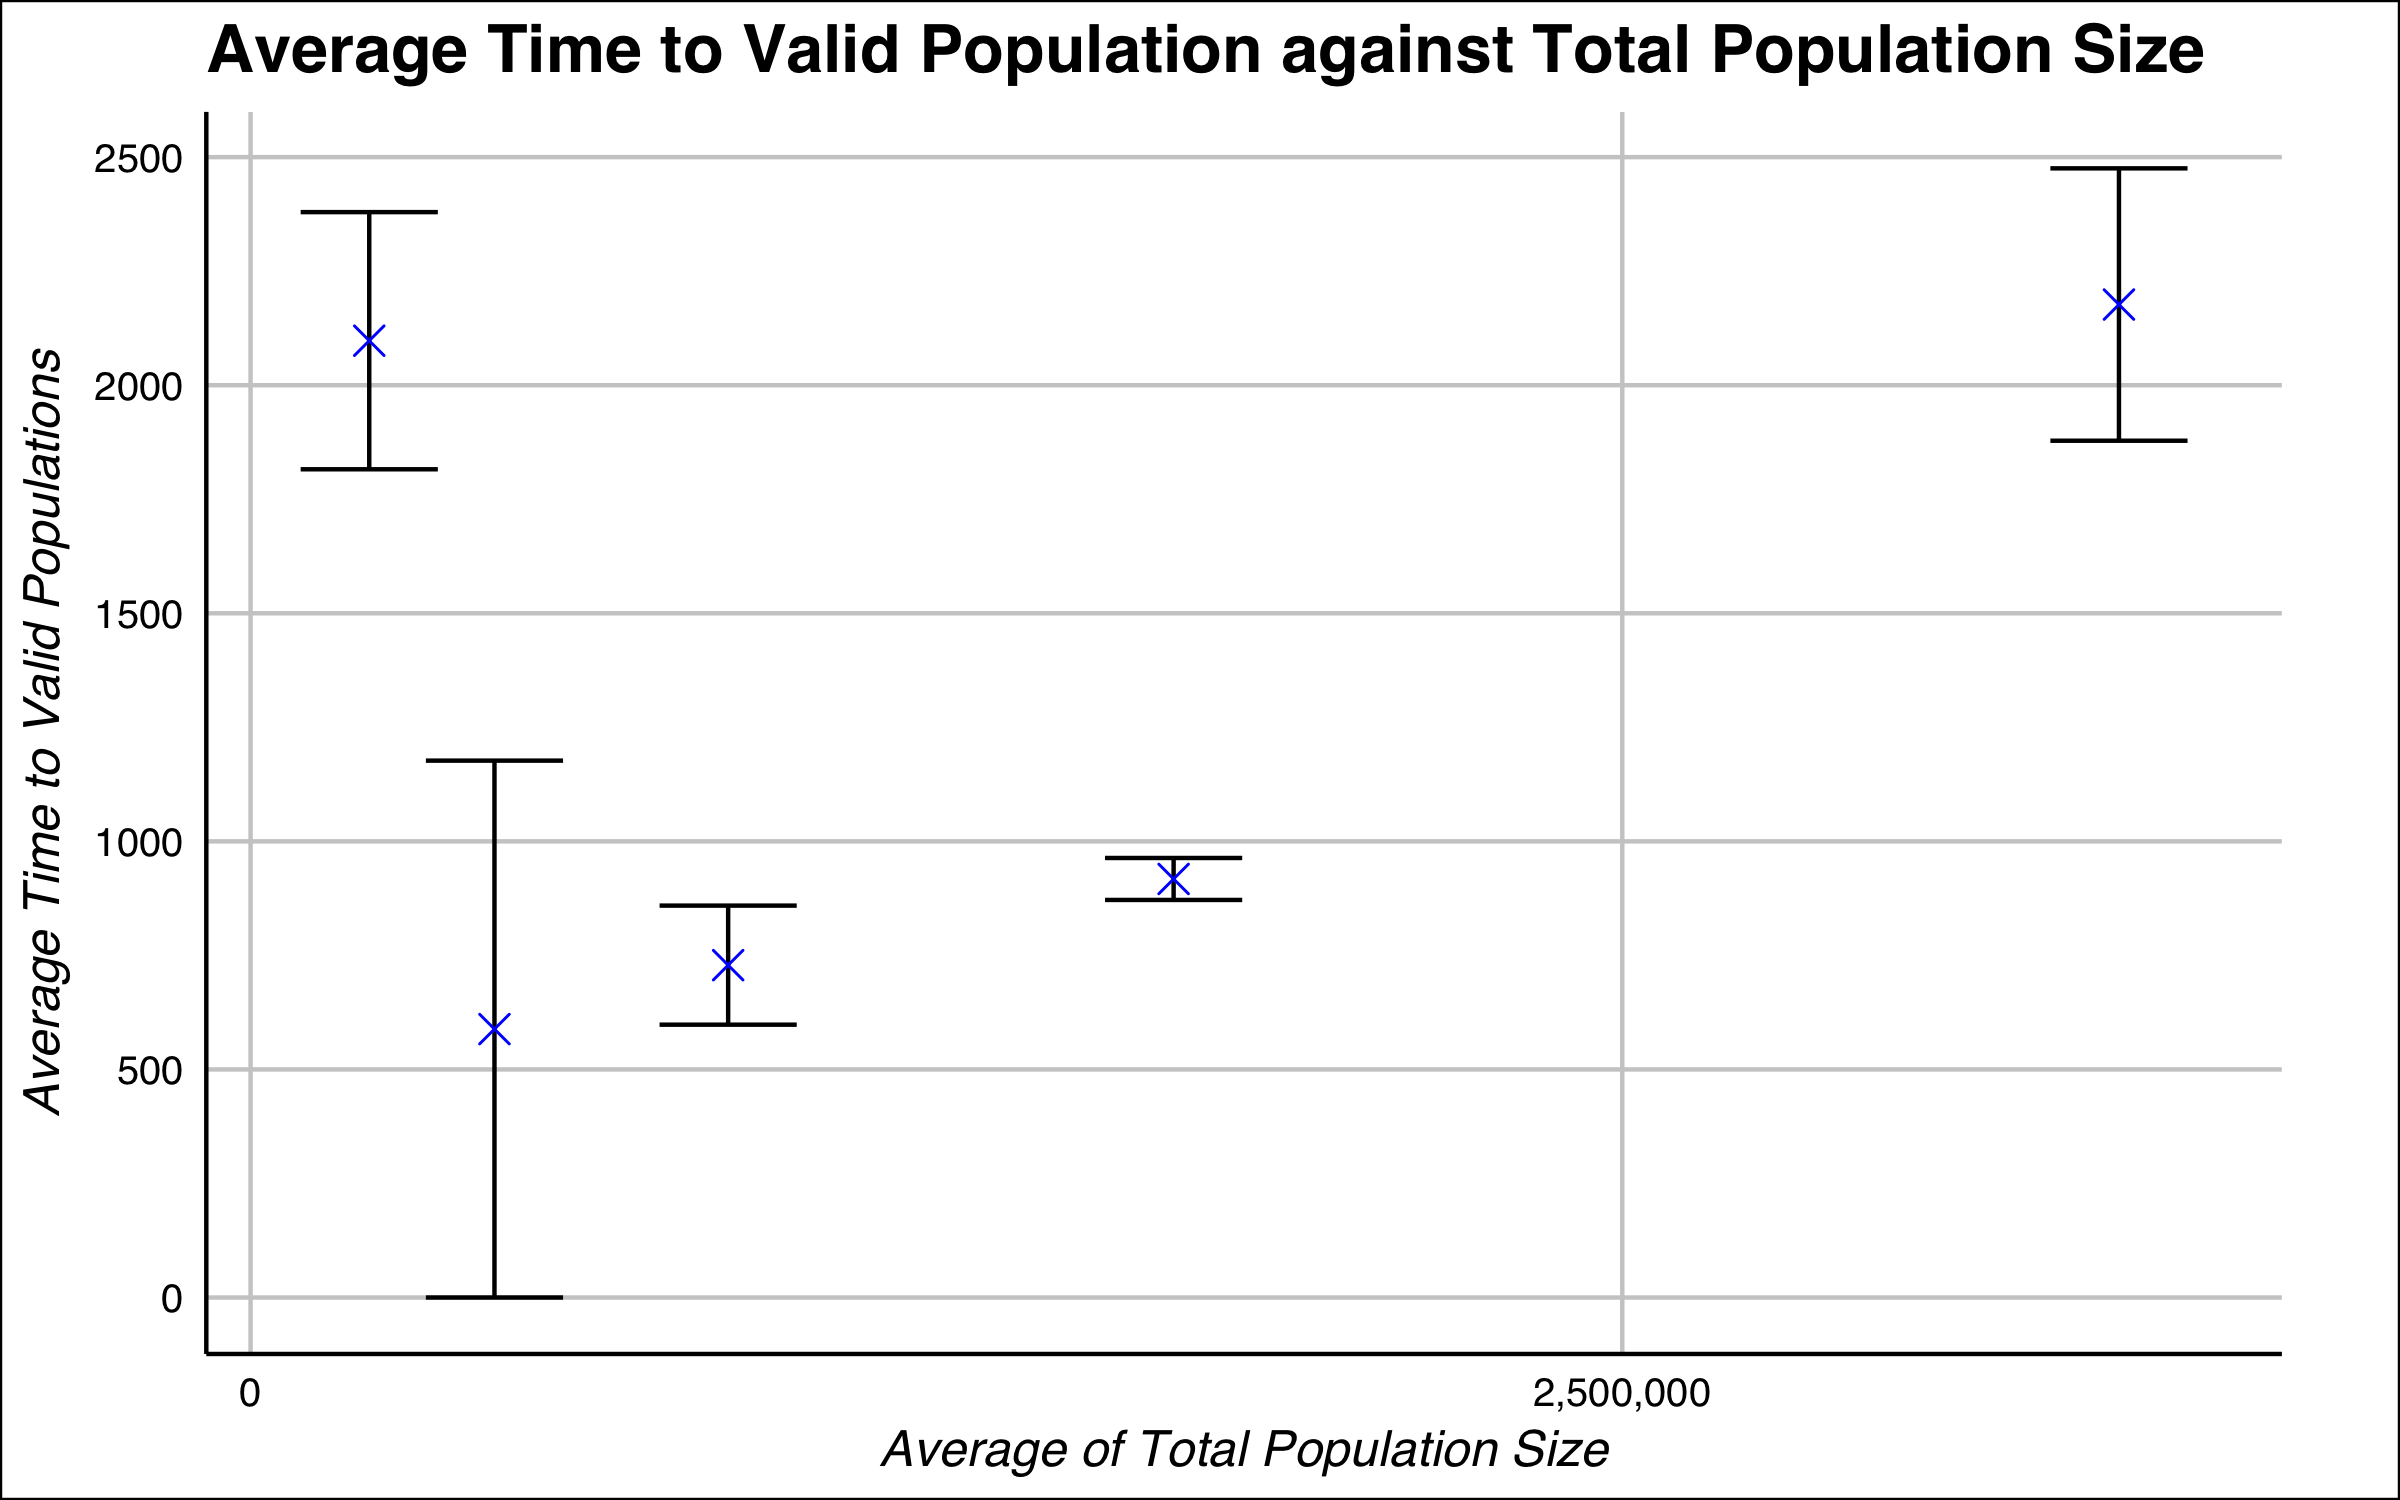 Average Time to Valid Population against Total Population Size
Average Time to Valid Populations
2500
2000
1500
1000
500
0
0
2,500,000
Average of Total Population Size